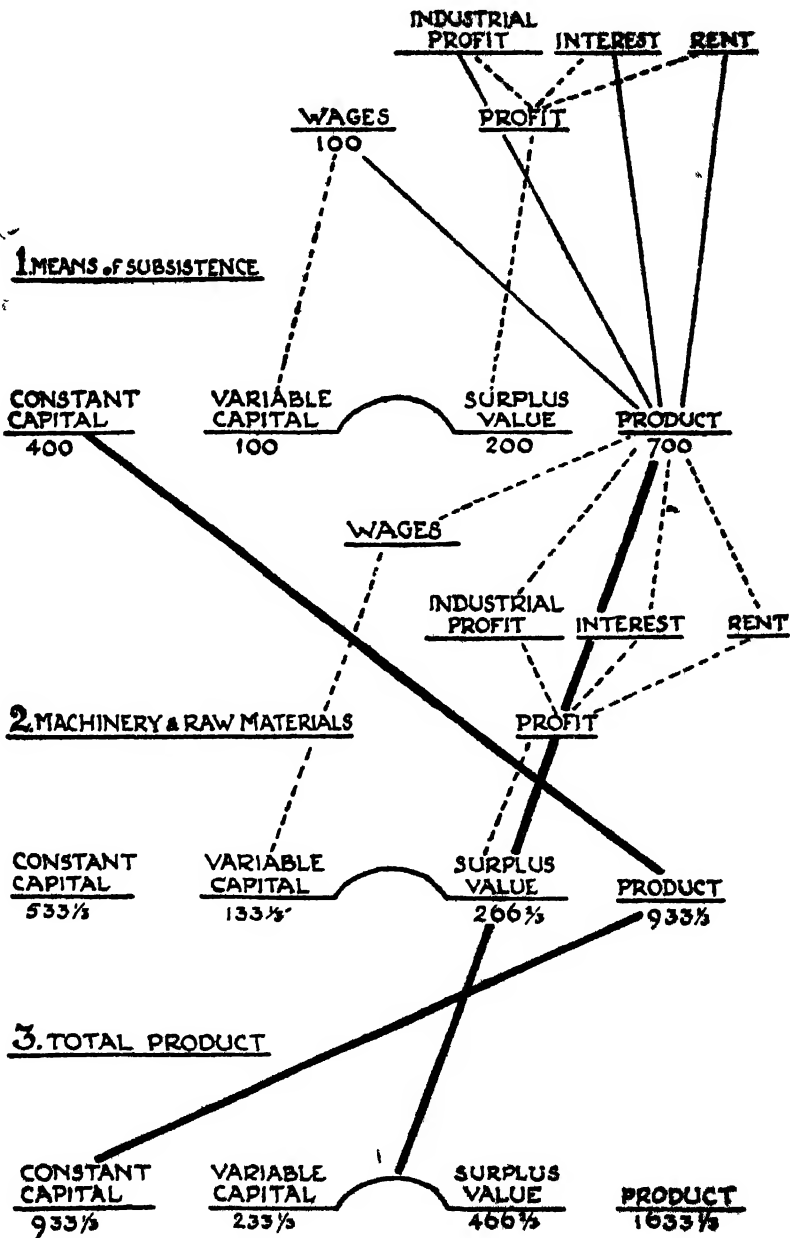 INDUSTRIAL PROFIT
INTEREST
RENT
WAGES
100
PROFIT
1. MEANS OF SUBSISTENCE
CONSTANT CAPITAL
400
VARIABLE CAPITAL
100
SURPLUS VALUE
200
PRODUCT
700
WAGES
INDUSTRIAL PROFIT
INTEREST
RENT
2. MACHINERY & RAW MATERIALS
PROFIT
CONSTANT CAPITAL
533⅓
VARIABLE CAPITAL
133⅓
SURPLUS VALUE
266⅔
PRODUCT
933⅓
3. TOTAL PRODUCT
CONSTANT CAPITAL
933⅓
VARIABLE CAPITAL
233⅓
SURPLUS VALUE
466⅔
PRODUCT
1633⅓